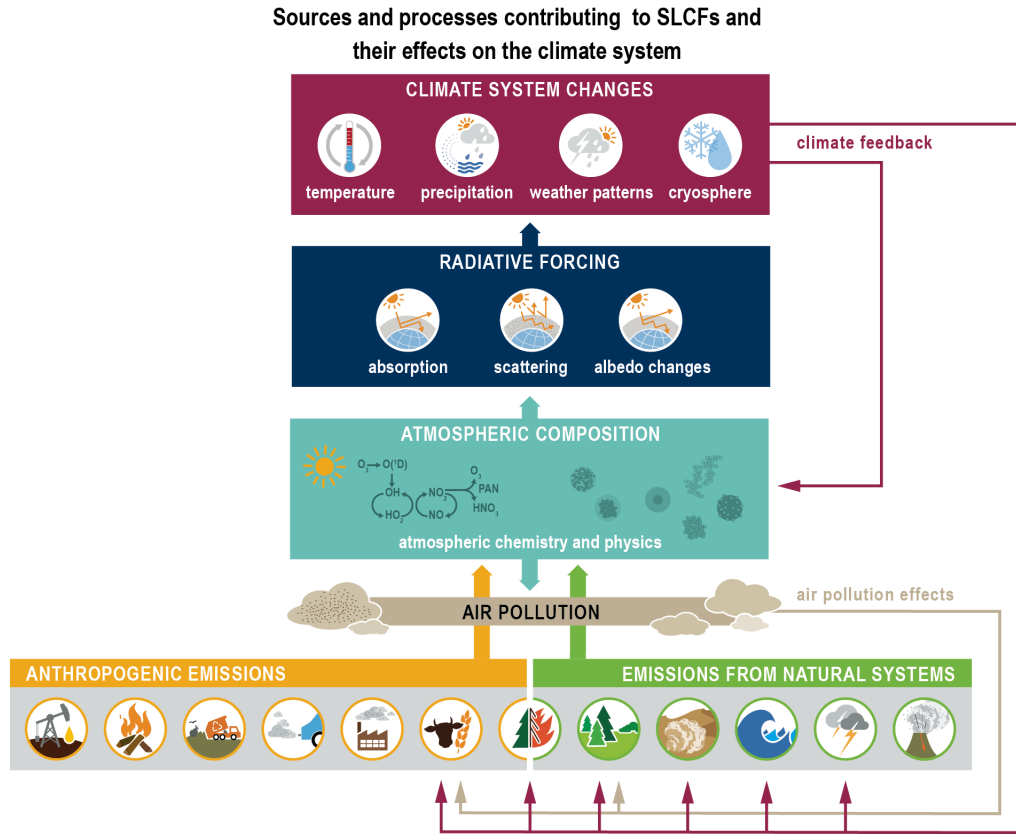 Sources and processes contributing to SLCFs and
their effects on the climate system
CLIMATE SYSTEM CHANGES
temperature
precipitation
weather patterns
cryosphere
climate feedback
RADIATIVE FORCING
absorption
scattering
albedo changes
ATMOSPHERIC COMPOSITION
O₃ → O(¹D)
OH
HO₂
NO₂
NO
O₃
PAN
HNO₃
atmospheric chemistry and physics
AIR POLLUTION
air pollution effects
ANTHROPOGENIC EMISSIONS
EMISSIONS FROM NATURAL SYSTEMS